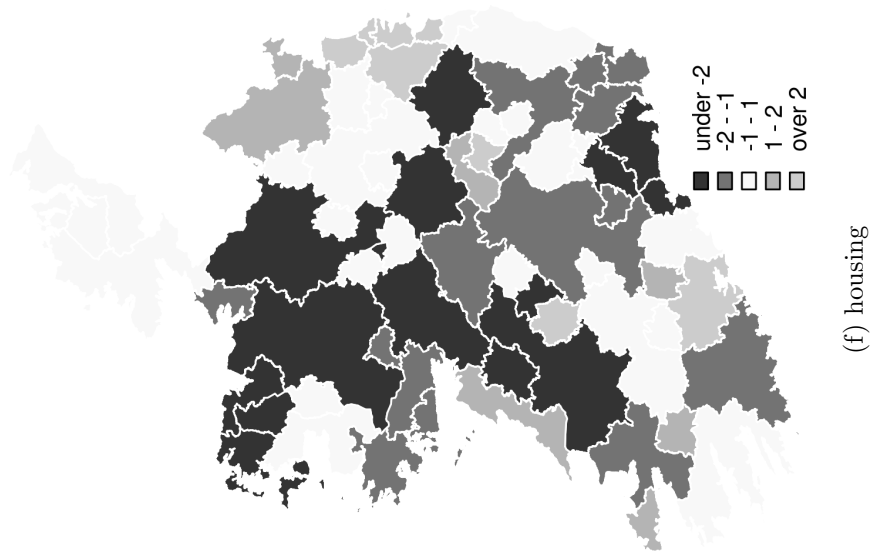 under -2
-2 - -1
-1 - 1
1 - 2
over 2
(f) housing